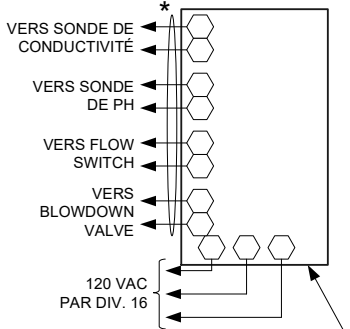 *
VERS SONDE DE
CONDUCTIVITÉ
VERS SONDE
DE PH
VERS FLOW
SWITCH
VERS
BLOWDOWN
VALVE
120 VAC
PAR DIV. 16